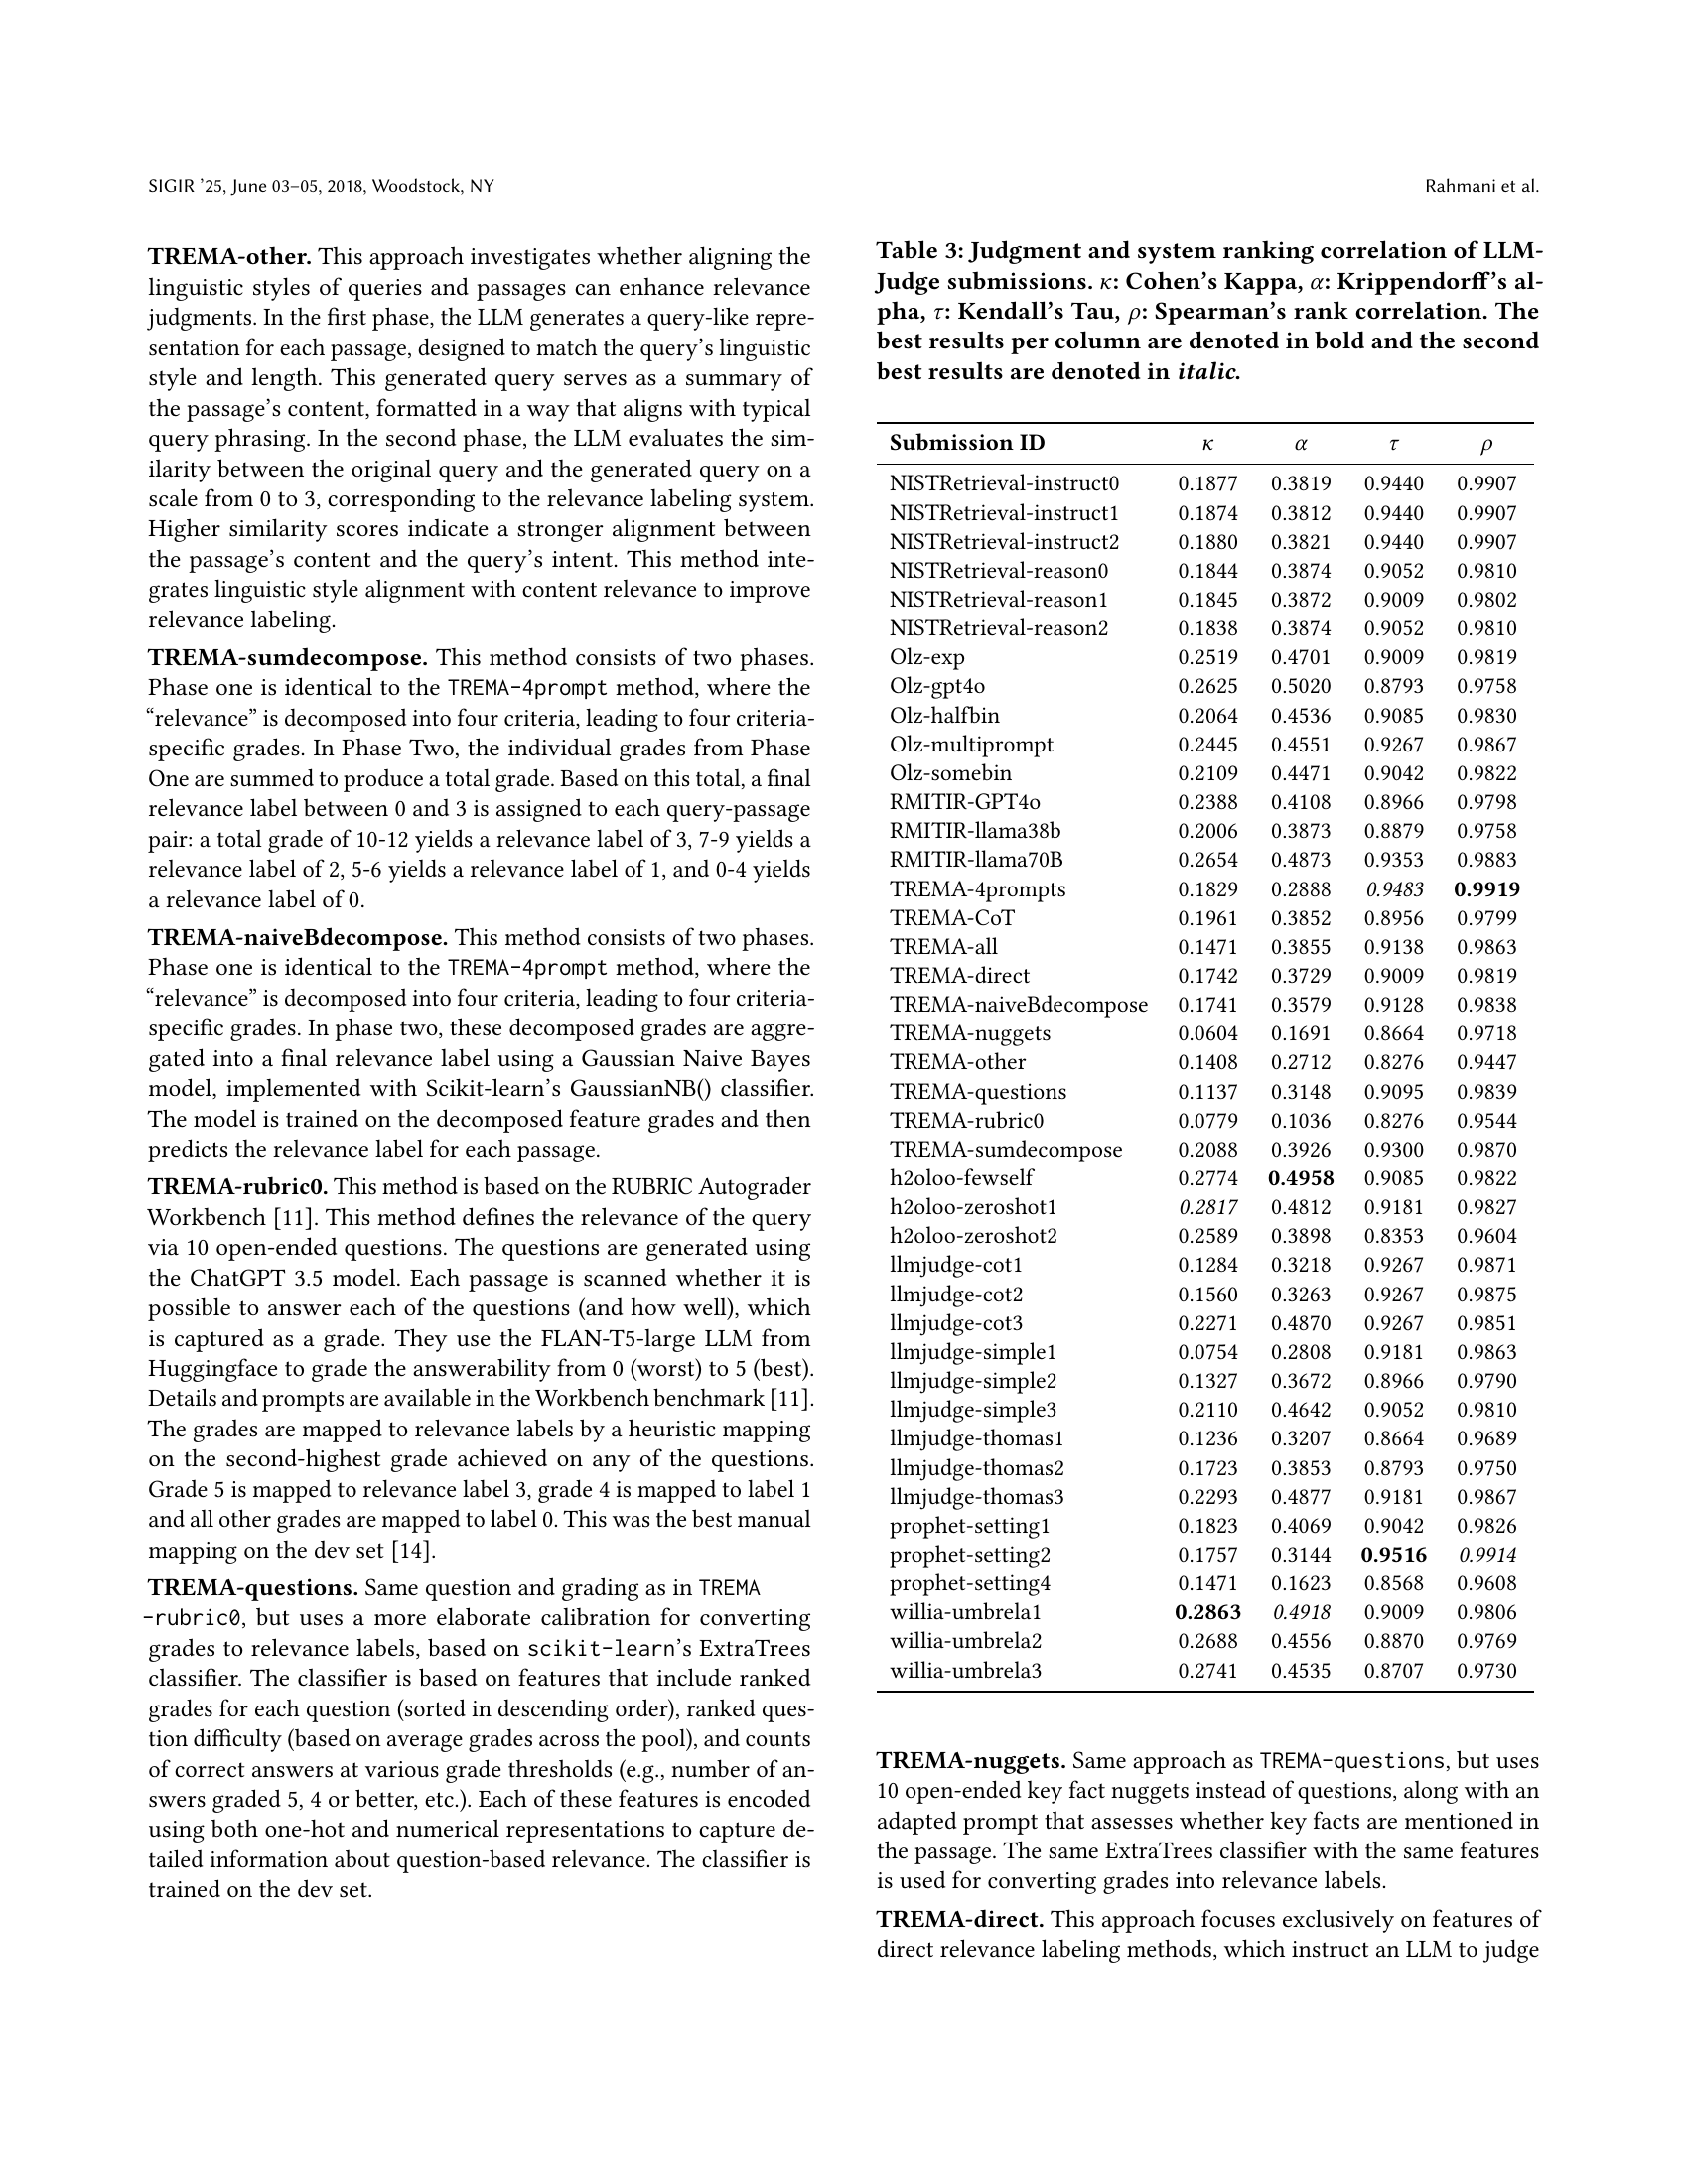 SIGIR ’25, June 03–05, 2018, Woodstock, NY
Rahmani et al.
TREMA-other. This approach investigates whether aligning the
linguistic styles of queries and passages can enhance relevance
judgments. In the first phase, the LLM generates a query-like repre-
sentation for each passage, designed to match the query’s linguistic
style and length. This generated query serves as a summary of
the passage’s content, formatted in a way that aligns with typical
query phrasing. In the second phase, the LLM evaluates the sim-
ilarity between the original query and the generated query on a
scale from 0 to 3, corresponding to the relevance labeling system.
Higher similarity scores indicate a stronger alignment between
the passage’s content and the query’s intent. This method inte-
grates linguistic style alignment with content relevance to improve
relevance labeling.
TREMA-sumdecompose. This method consists of two phases.
Phase one is identical to the TREMA-4prompt method, where the
“relevance” is decomposed into four criteria, leading to four criteria-
specific grades. In Phase Two, the individual grades from Phase
One are summed to produce a total grade. Based on this total, a final
relevance label between 0 and 3 is assigned to each query-passage
pair: a total grade of 10-12 yields a relevance label of 3, 7-9 yields a
relevance label of 2, 5-6 yields a relevance label of 1, and 0-4 yields
a relevance label of 0.
TREMA-naiveBdecompose. This method consists of two phases.
Phase one is identical to the TREMA-4prompt method, where the
“relevance” is decomposed into four criteria, leading to four criteria-
specific grades. In phase two, these decomposed grades are aggre-
gated into a final relevance label using a Gaussian Naive Bayes
model, implemented with Scikit-learn’s GaussianNB() classifier.
The model is trained on the decomposed feature grades and then
predicts the relevance label for each passage.
TREMA-rubric0. This method is based on the RUBRIC Autograder
Workbench [11]. This method defines the relevance of the query
via 10 open-ended questions. The questions are generated using
the ChatGPT 3.5 model. Each passage is scanned whether it is
possible to answer each of the questions (and how well), which
is captured as a grade. They use the FLAN-T5-large LLM from
Huggingface to grade the answerability from 0 (worst) to 5 (best).
Details and prompts are available in the Workbench benchmark [11].
The grades are mapped to relevance labels by a heuristic mapping
on the second-highest grade achieved on any of the questions.
Grade 5 is mapped to relevance label 3, grade 4 is mapped to label 1
and all other grades are mapped to label 0. This was the best manual
mapping on the dev set [14].
TREMA-questions. Same question and grading as in TREMA
-rubric0, but uses a more elaborate calibration for converting
grades to relevance labels, based on scikit-learn’s ExtraTrees
classifier. The classifier is based on features that include ranked
grades for each question (sorted in descending order), ranked ques-
tion difficulty (based on average grades across the pool), and counts
of correct answers at various grade thresholds (e.g., number of an-
swers graded 5, 4 or better, etc.). Each of these features is encoded
using both one-hot and numerical representations to capture de-
tailed information about question-based relevance. The classifier is
trained on the dev set.
Table 3: Judgment and system ranking correlation of LLM-
Judge submissions. κ: Cohen’s Kappa, α: Krippendorff’s al-
pha, τ: Kendall’s Tau, ρ: Spearman’s rank correlation. The
best results per column are denoted in bold and the second
best results are denoted in italic.
Submission ID κ α τ ρ
NISTRetrieval-instruct0 0.1877 0.3819 0.9440 0.9907
NISTRetrieval-instruct1 0.1874 0.3812 0.9440 0.9907
NISTRetrieval-instruct2 0.1880 0.3821 0.9440 0.9907
NISTRetrieval-reason0 0.1844 0.3874 0.9052 0.9810
NISTRetrieval-reason1 0.1845 0.3872 0.9009 0.9802
NISTRetrieval-reason2 0.1838 0.3874 0.9052 0.9810
Olz-exp 0.2519 0.4701 0.9009 0.9819
Olz-gpt4o 0.2625 0.5020 0.8793 0.9758
Olz-halfbin 0.2064 0.4536 0.9085 0.9830
Olz-multiprompt 0.2445 0.4551 0.9267 0.9867
Olz-somebin 0.2109 0.4471 0.9042 0.9822
RMITIR-GPT4o 0.2388 0.4108 0.8966 0.9798
RMITIR-llama38b 0.2006 0.3873 0.8879 0.9758
RMITIR-llama70B 0.2654 0.4873 0.9353 0.9883
TREMA-4prompts 0.1829 0.2888 0.9483 0.9919
TREMA-CoT 0.1961 0.3852 0.8956 0.9799
TREMA-all 0.1471 0.3855 0.9138 0.9863
TREMA-direct 0.1742 0.3729 0.9009 0.9819
TREMA-naiveBdecompose 0.1741 0.3579 0.9128 0.9838
TREMA-nuggets 0.0604 0.1691 0.8664 0.9718
TREMA-other 0.1408 0.2712 0.8276 0.9447
TREMA-questions 0.1137 0.3148 0.9095 0.9839
TREMA-rubric0 0.0779 0.1036 0.8276 0.9544
TREMA-sumdecompose 0.2088 0.3926 0.9300 0.9870
h2oloo-fewself 0.2774 0.4958 0.9085 0.9822
h2oloo-zeroshot1 0.2817 0.4812 0.9181 0.9827
h2oloo-zeroshot2 0.2589 0.3898 0.8353 0.9604
llmjudge-cot1 0.1284 0.3218 0.9267 0.9871
llmjudge-cot2 0.1560 0.3263 0.9267 0.9875
llmjudge-cot3 0.2271 0.4870 0.9267 0.9851
llmjudge-simple1 0.0754 0.2808 0.9181 0.9863
llmjudge-simple2 0.1327 0.3672 0.8966 0.9790
llmjudge-simple3 0.2110 0.4642 0.9052 0.9810
llmjudge-thomas1 0.1236 0.3207 0.8664 0.9689
llmjudge-thomas2 0.1723 0.3853 0.8793 0.9750
llmjudge-thomas3 0.2293 0.4877 0.9181 0.9867
prophet-setting1 0.1823 0.4069 0.9042 0.9826
prophet-setting2 0.1757 0.3144 0.9516 0.9914
prophet-setting4 0.1471 0.1623 0.8568 0.9608
willia-umbrela1 0.2863 0.4918 0.9009 0.9806
willia-umbrela2 0.2688 0.4556 0.8870 0.9769
willia-umbrela3 0.2741 0.4535 0.8707 0.9730
TREMA-nuggets. Same approach as TREMA-questions, but uses
10 open-ended key fact nuggets instead of questions, along with an
adapted prompt that assesses whether key facts are mentioned in
the passage. The same ExtraTrees classifier with the same features
is used for converting grades into relevance labels.
TREMA-direct. This approach focuses exclusively on features of
direct relevance labeling methods, which instruct an LLM to judge